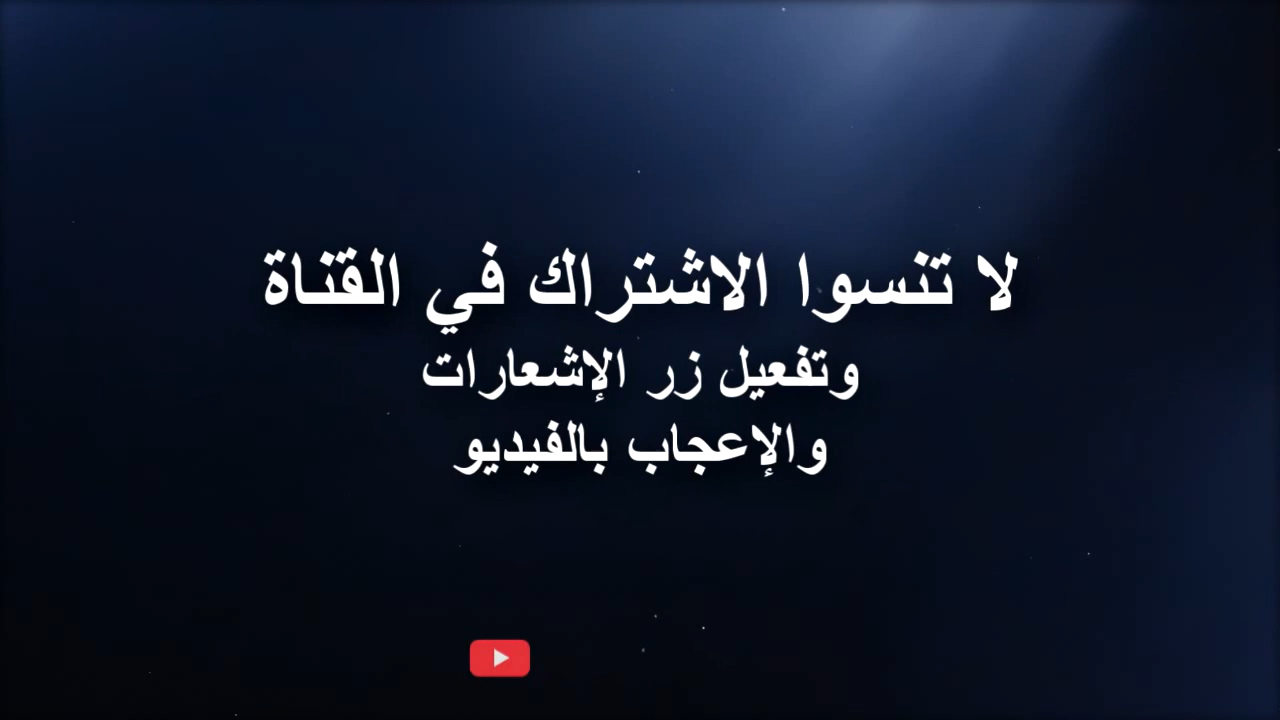 لا تنسوا الاشتراك في القناة
وتفعيل زر الإشعارات
والإعجاب بالفيديو